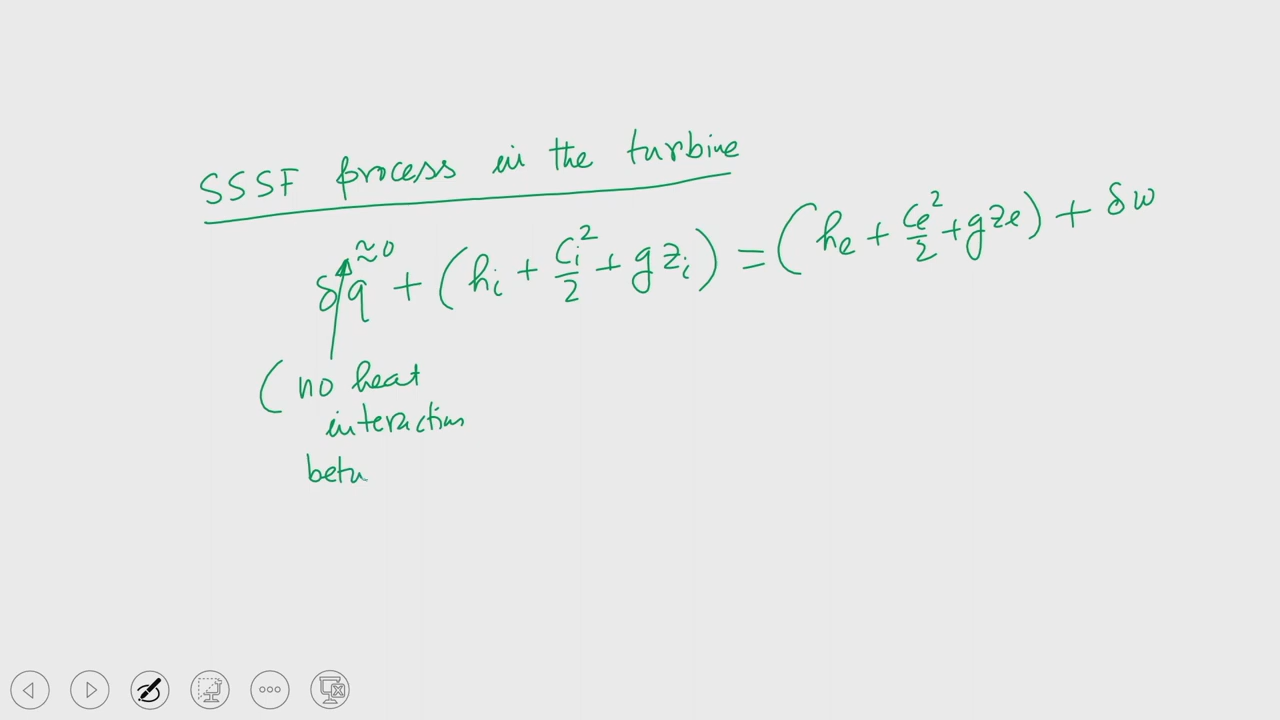 SSSF process in the turbine
δq ≈0 + (hᵢ + Cᵢ²/2 + gzᵢ) = (hₑ + Cₑ²/2 + gzₑ) + δw
( no heat
interaction
betw